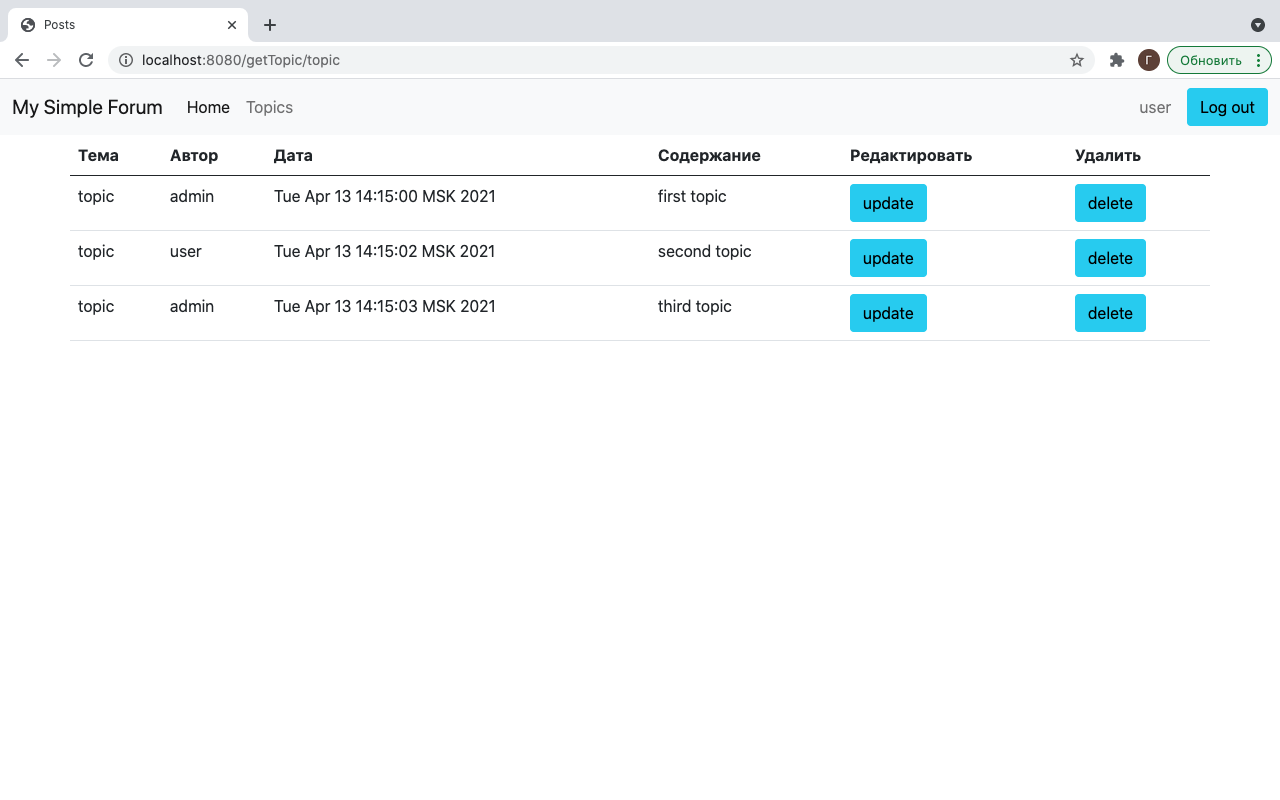 Posts
localhost:8080/getTopic/topic
Г
Обновить
My Simple Forum Home Topics user Log out
Тема Автор Дата Содержание Редактировать Удалить
topic admin Tue Apr 13 14:15:00 MSK 2021 first topic update delete
topic user Tue Apr 13 14:15:02 MSK 2021 second topic update delete
topic admin Tue Apr 13 14:15:03 MSK 2021 third topic update delete